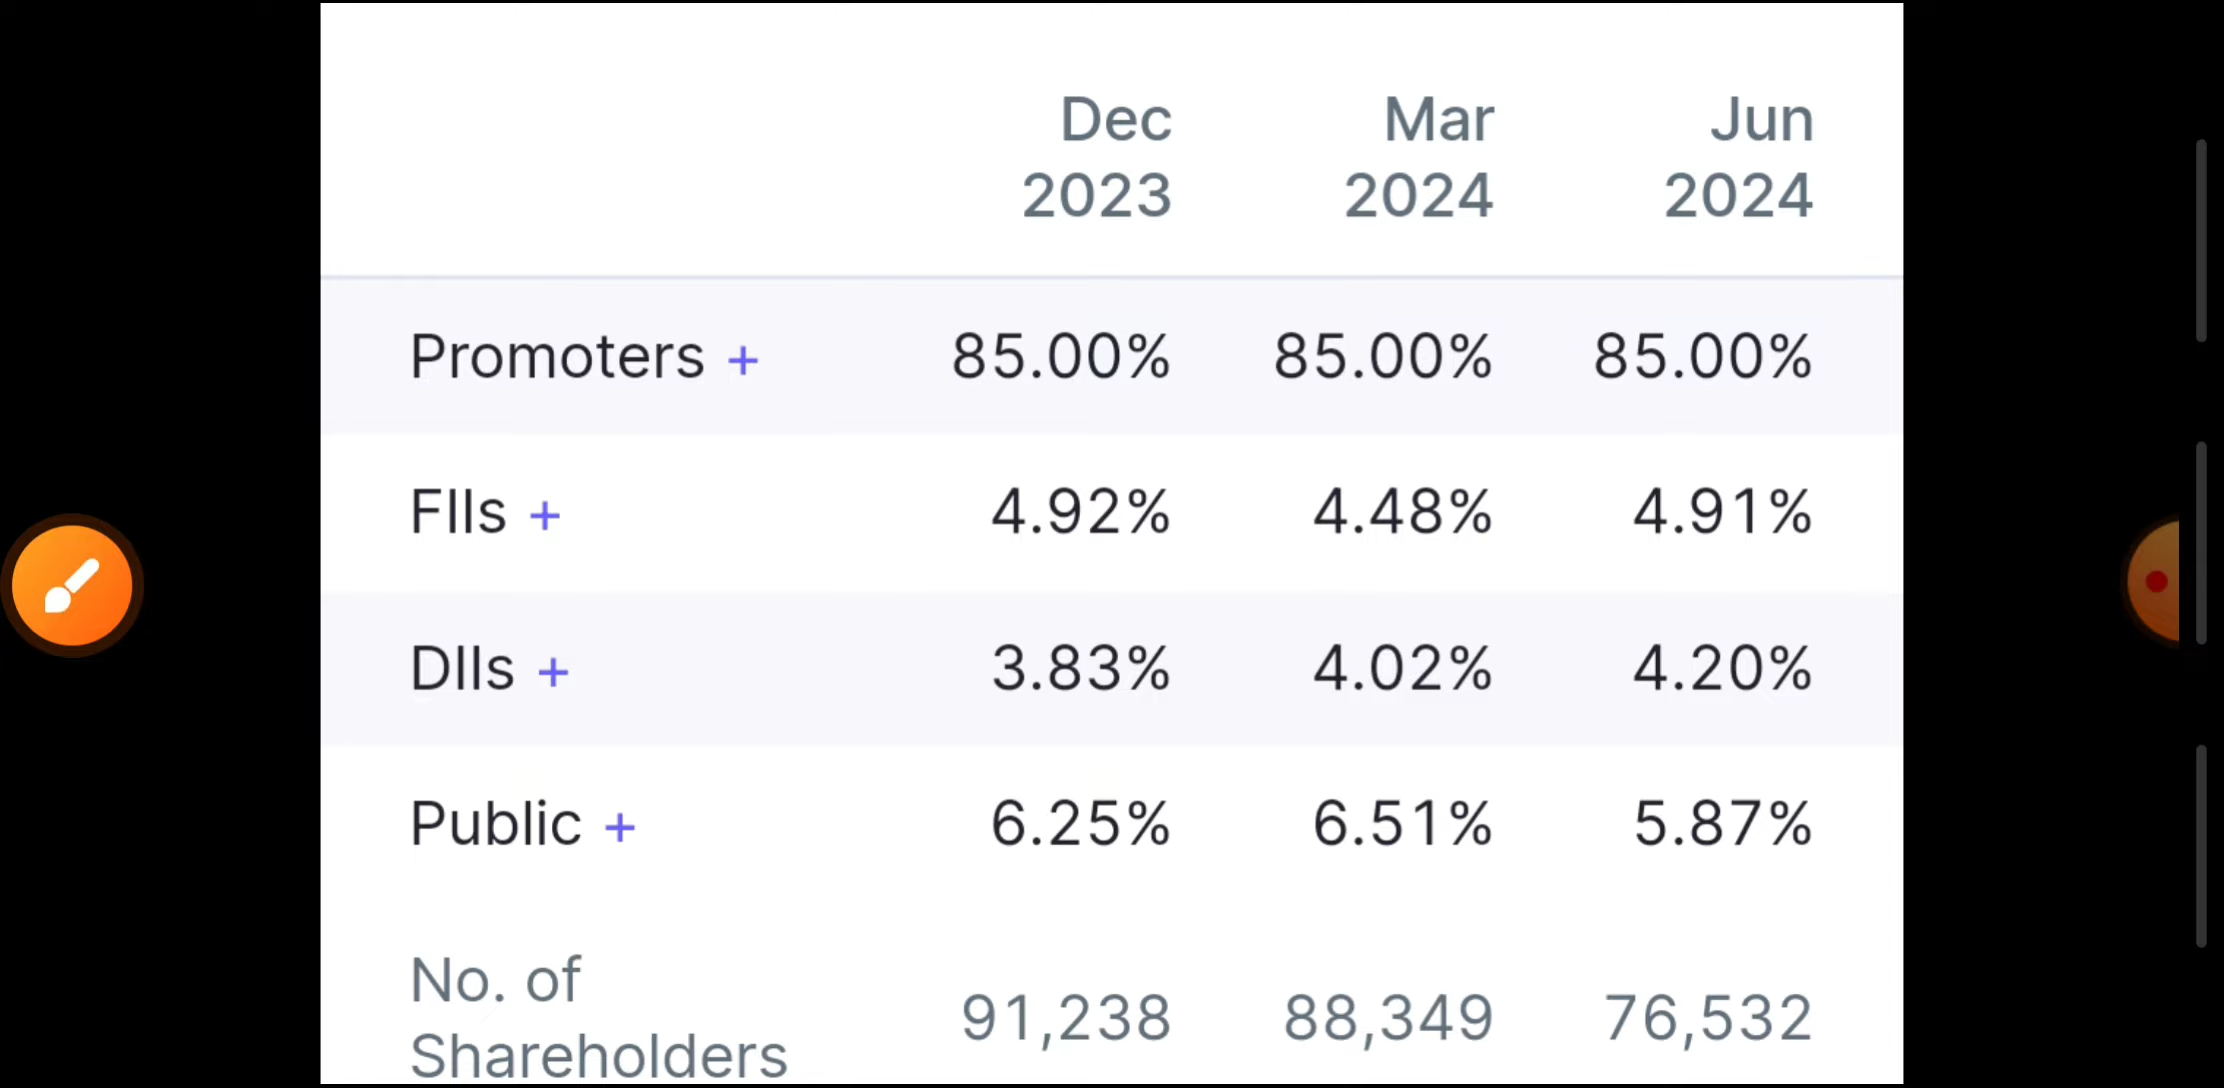 Dec Mar Jun
2023 2024 2024
Promoters + 85.00% 85.00% 85.00%
FIIs + 4.92% 4.48% 4.91%
DIIs + 3.83% 4.02% 4.20%
Public + 6.25% 6.51% 5.87%
No. of
Shareholders 91,238 88,349 76,532